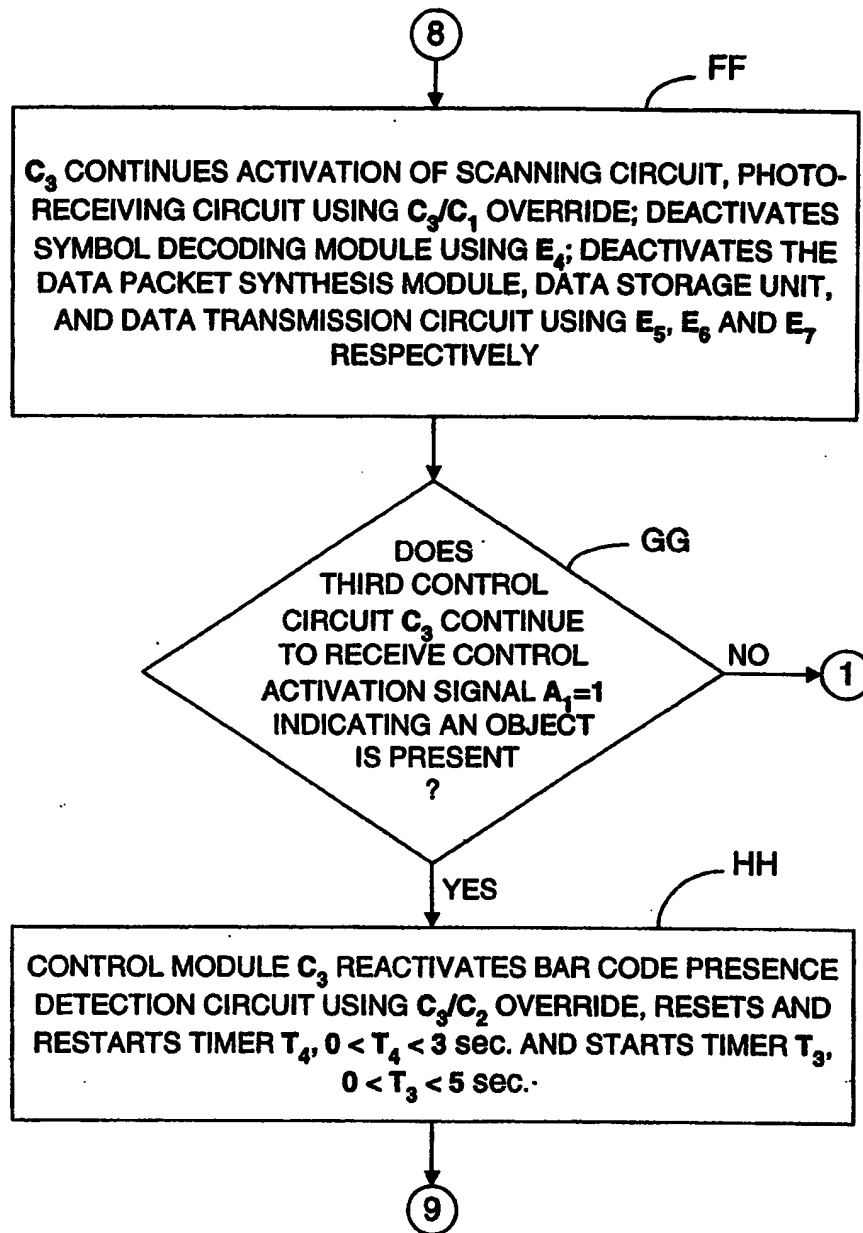 8
FF
C₃ CONTINUES ACTIVATION OF SCANNING CIRCUIT, PHOTO-
RECEIVING CIRCUIT USING C₃/C₁ OVERRIDE; DEACTIVATES
SYMBOL DECODING MODULE USING E₄; DEACTIVATES THE
DATA PACKET SYNTHESIS MODULE, DATA STORAGE UNIT,
AND DATA TRANSMISSION CIRCUIT USING E₅, E₆ AND E₇
RESPECTIVELY
GG
DOES
THIRD CONTROL
CIRCUIT C₃ CONTINUE
TO RECEIVE CONTROL
ACTIVATION SIGNAL A₁=1
INDICATING AN OBJECT
IS PRESENT
?
NO
1
YES
HH
CONTROL MODULE C₃ REACTIVATES BAR CODE PRESENCE
DETECTION CIRCUIT USING C₃/C₂ OVERRIDE, RESETS AND
RESTARTS TIMER T₄, 0 < T₄ < 3 sec. AND STARTS TIMER T₃,
0 < T₃ < 5 sec.
9